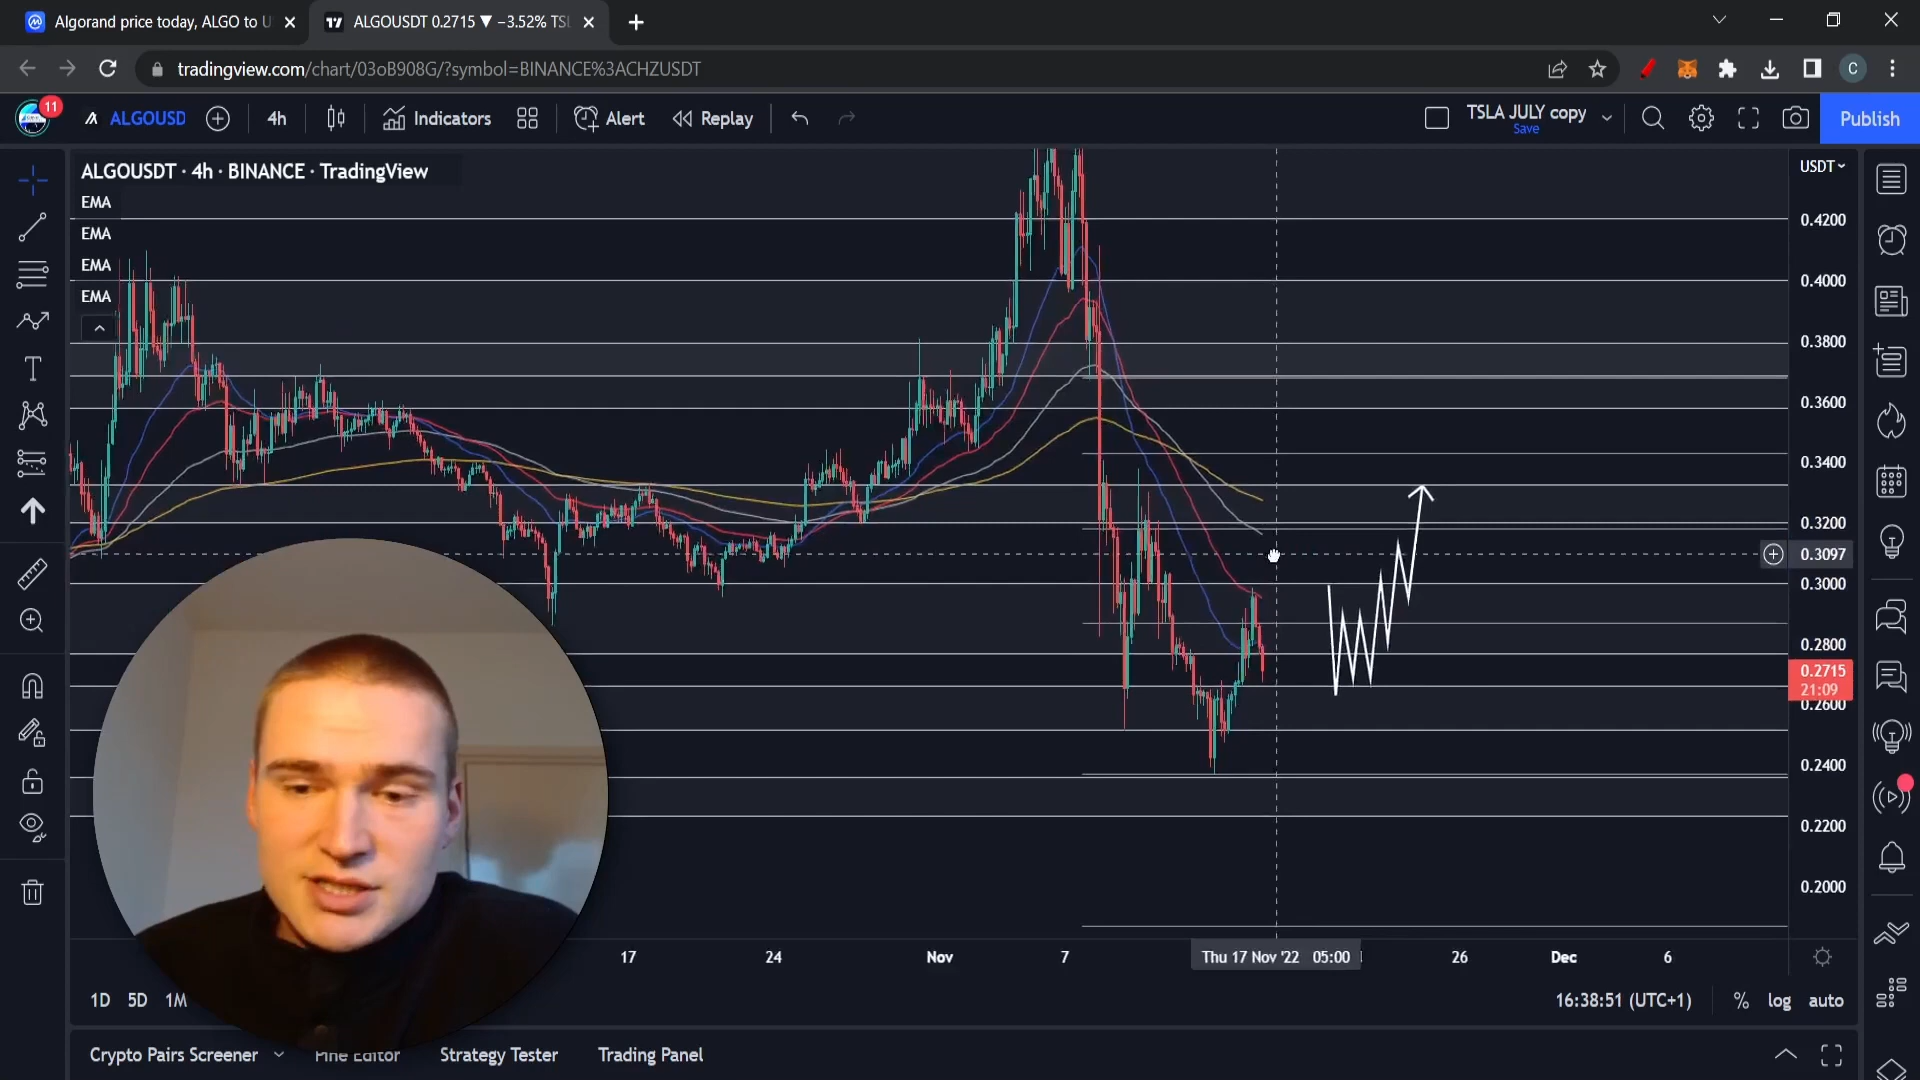 Algorand price today, ALGO to U
ALGOUSDT 0.2715 ▼ −3.52% TSL
tradingview.com/chart/03oB908G/?symbol=BINANCE%3ACHZUSDT
C
11
ALGOUSD
4h
Indicators
Alert
Replay
TSLA JULY copy
Save
Publish
ALGOUSDT · 4h · BINANCE · TradingView
EMA
EMA
EMA
EMA
USDT
0.4200
0.4000
0.3800
0.3600
0.3400
0.3200
0.3097
0.3000
0.2800
0.2715
21:09
0.2600
0.2400
0.2200
0.2000
17
24
Nov
7
Thu 17 Nov '22 05:00
26
Dec
6
1D 5D 1M
16:38:51 (UTC+1)
%
log
auto
Crypto Pairs Screener
Pine Editor
Strategy Tester
Trading Panel